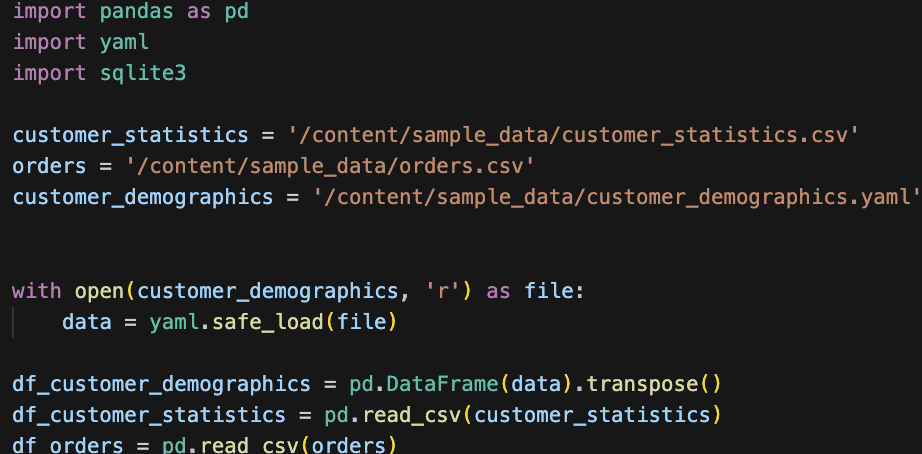 import pandas as pd
import yaml
import sqlite3
customer_statistics = '/content/sample_data/customer_statistics.csv'
orders = '/content/sample_data/orders.csv'
customer_demographics = '/content/sample_data/customer_demographics.yaml'
with open(customer_demographics, 'r') as file:
    data = yaml.safe_load(file)
df_customer_demographics = pd.DataFrame(data).transpose()
df_customer_statistics = pd.read_csv(customer_statistics)
df_orders = pd.read_csv(orders)